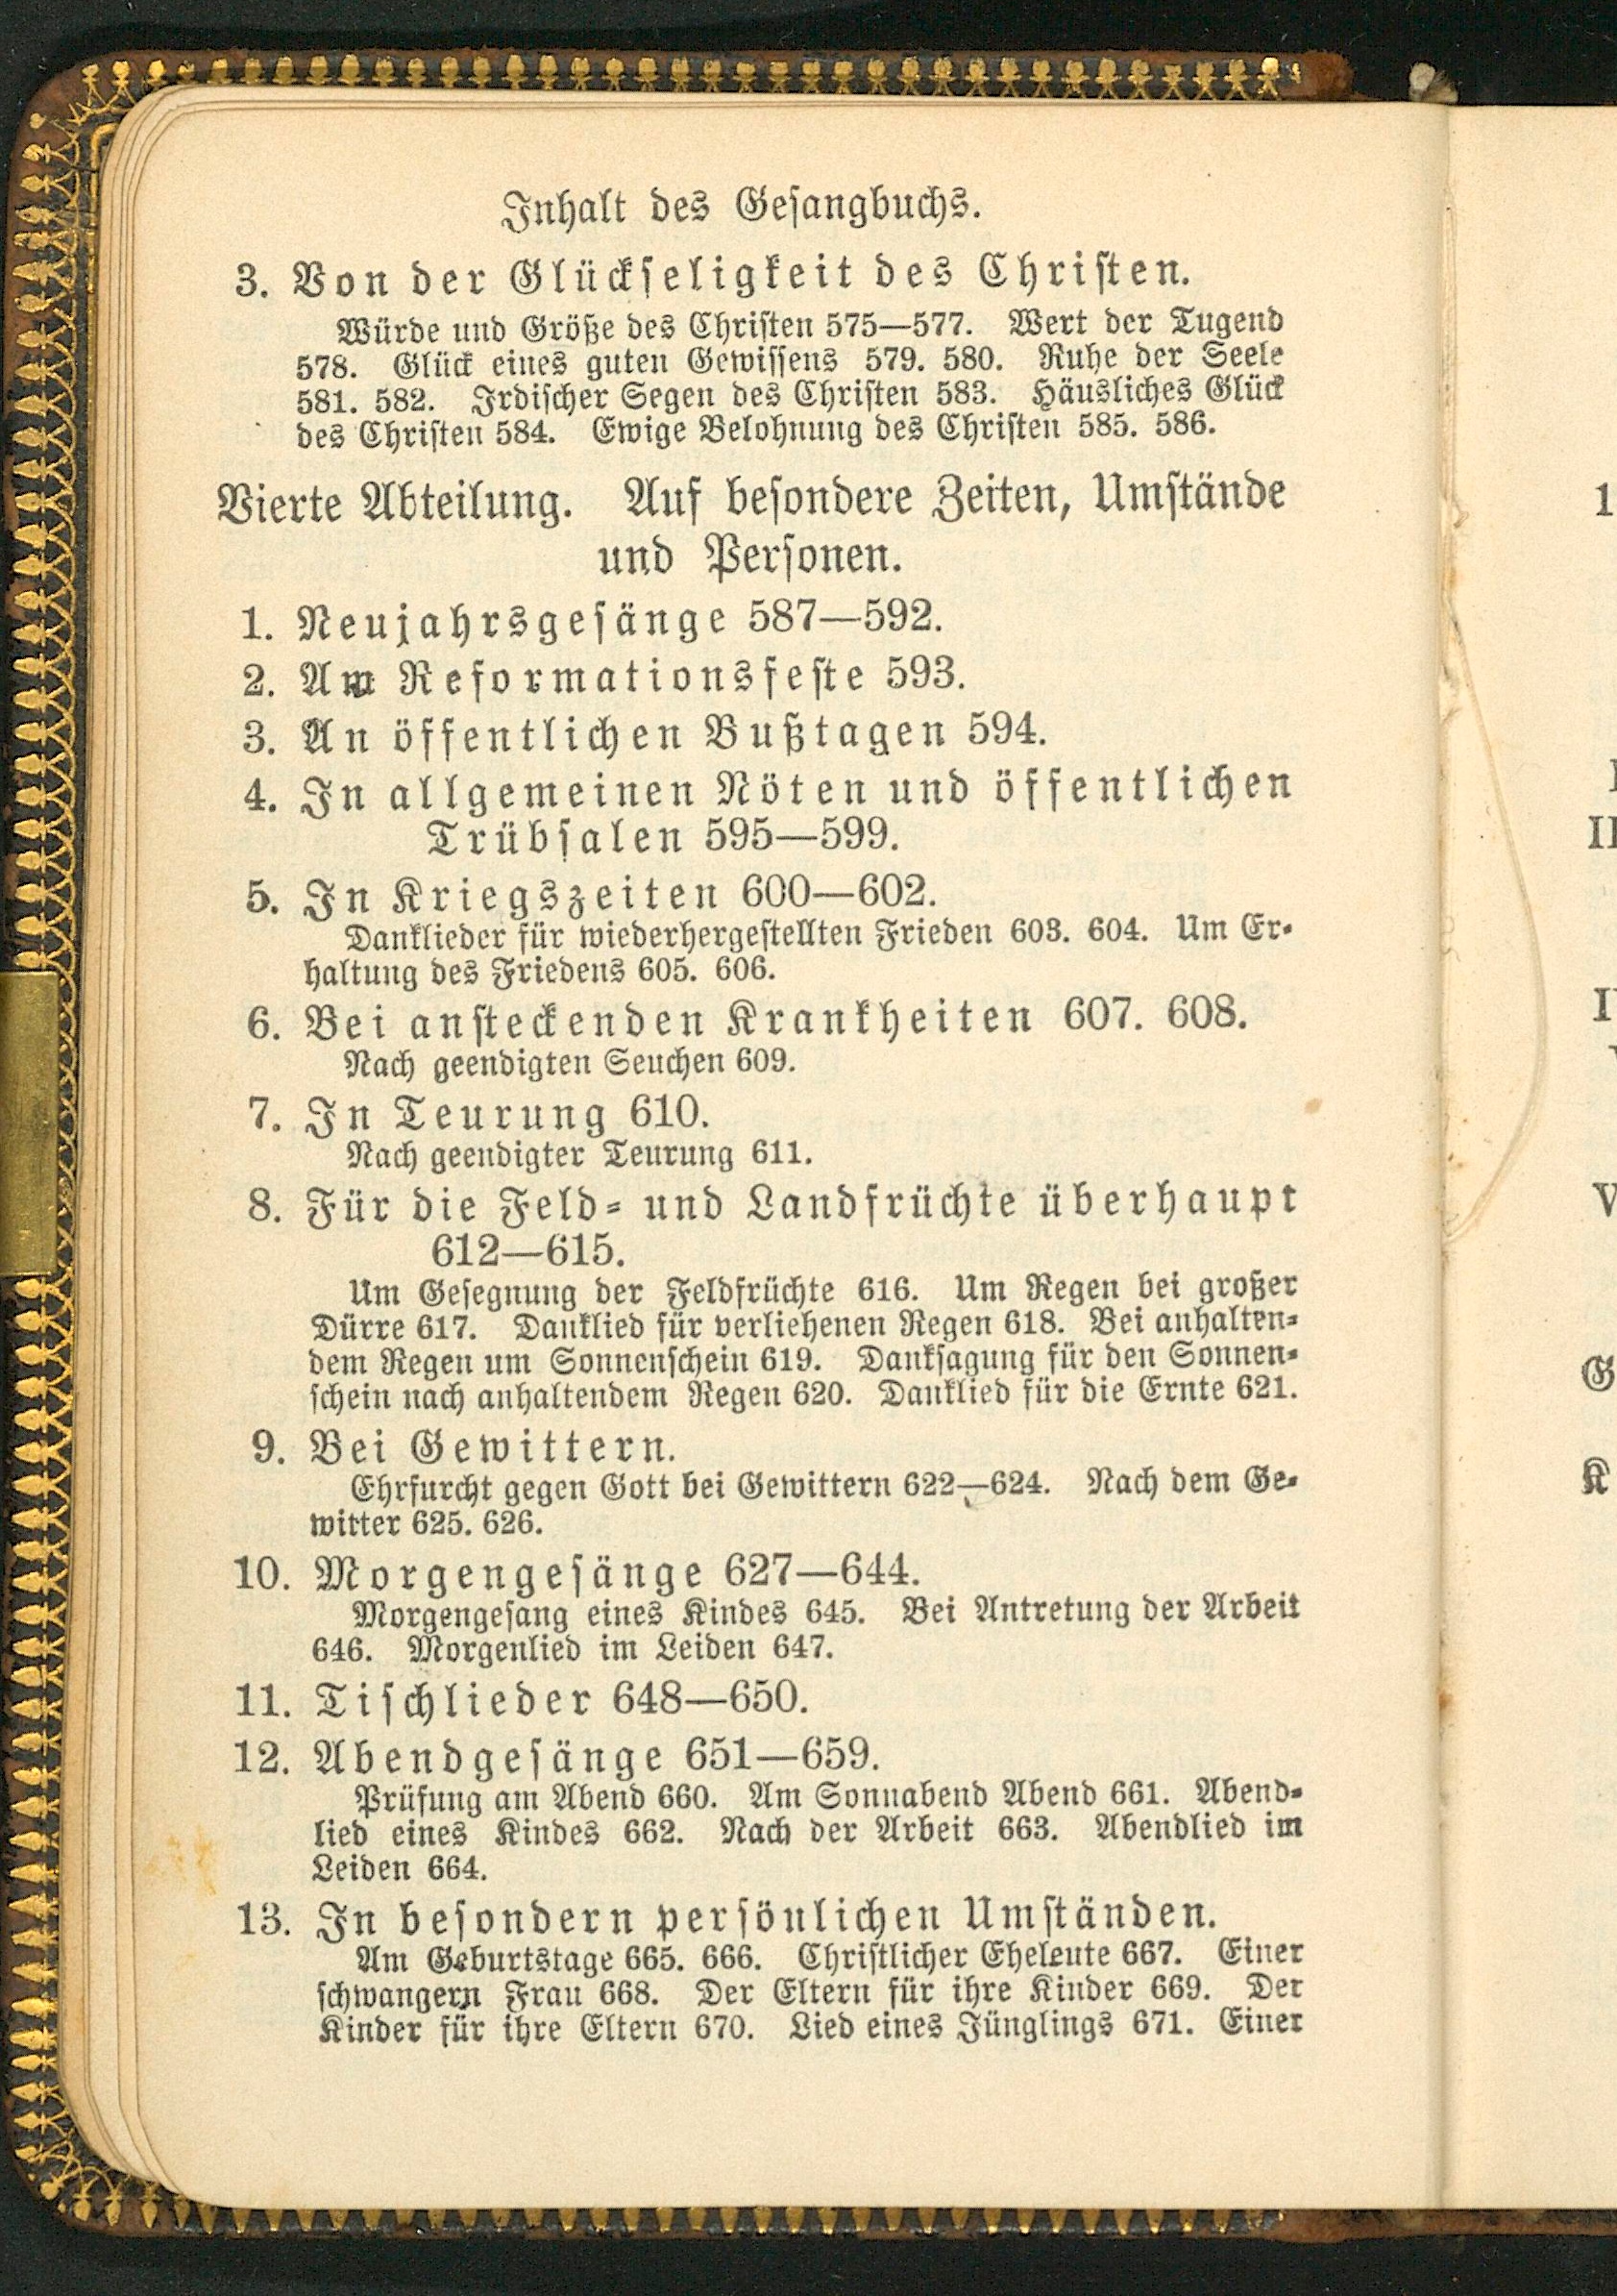 Inhalt des Gesangbuchs.
3. Von der Glückseligkeit des Christen.
Würde und Größe des Christen 575—577. Wert der Tugend
578. Glück eines guten Gewissens 579. 580. Ruhe der Seele
581. 582. Irdischer Segen des Christen 583. Häusliches Glück
des Christen 584. Ewige Belohnung des Christen 585. 586.
Vierte Abteilung. Auf besondere Zeiten, Umstände
und Personen.
1. Neujahrsgesänge 587—592.
2. Am Reformationsfeste 593.
3. An öffentlichen Bußtagen 594.
4. In allgemeinen Nöten und öffentlichen
Trübsalen 595—599.
5. In Kriegszeiten 600—602.
Danklieder für wiederhergestellten Frieden 603. 604. Um Er-
haltung des Friedens 605. 606.
6. Bei ansteckenden Krankheiten 607. 608.
Nach geendigten Seuchen 609.
7. In Teurung 610.
Nach geendigter Teurung 611.
8. Für die Feld- und Landfrüchte überhaupt
612—615.
Um Gesegnung der Feldfrüchte 616. Um Regen bei großer
Dürre 617. Danklied für verliehenen Regen 618. Bei anhalten-
dem Regen um Sonnenschein 619. Danksagung für den Sonnen-
schein nach anhaltendem Regen 620. Danklied für die Ernte 621.
9. Bei Gewittern.
Ehrfurcht gegen Gott bei Gewittern 622—624. Nach dem Ge-
witter 625. 626.
10. Morgengesänge 627—644.
Morgengesang eines Kindes 645. Bei Antretung der Arbeit
646. Morgenlied im Leiden 647.
11. Tischlieder 648—650.
12. Abendgesänge 651—659.
Prüfung am Abend 660. Am Sonnabend Abend 661. Abend-
lied eines Kindes 662. Nach der Arbeit 663. Abendlied im
Leiden 664.
13. In besondern persönlichen Umständen.
Am Geburtstage 665. 666. Christlicher Eheleute 667. Einer
schwangern Frau 668. Der Eltern für ihre Kinder 669. Der
Kinder für ihre Eltern 670. Lied eines Jünglings 671. Einer